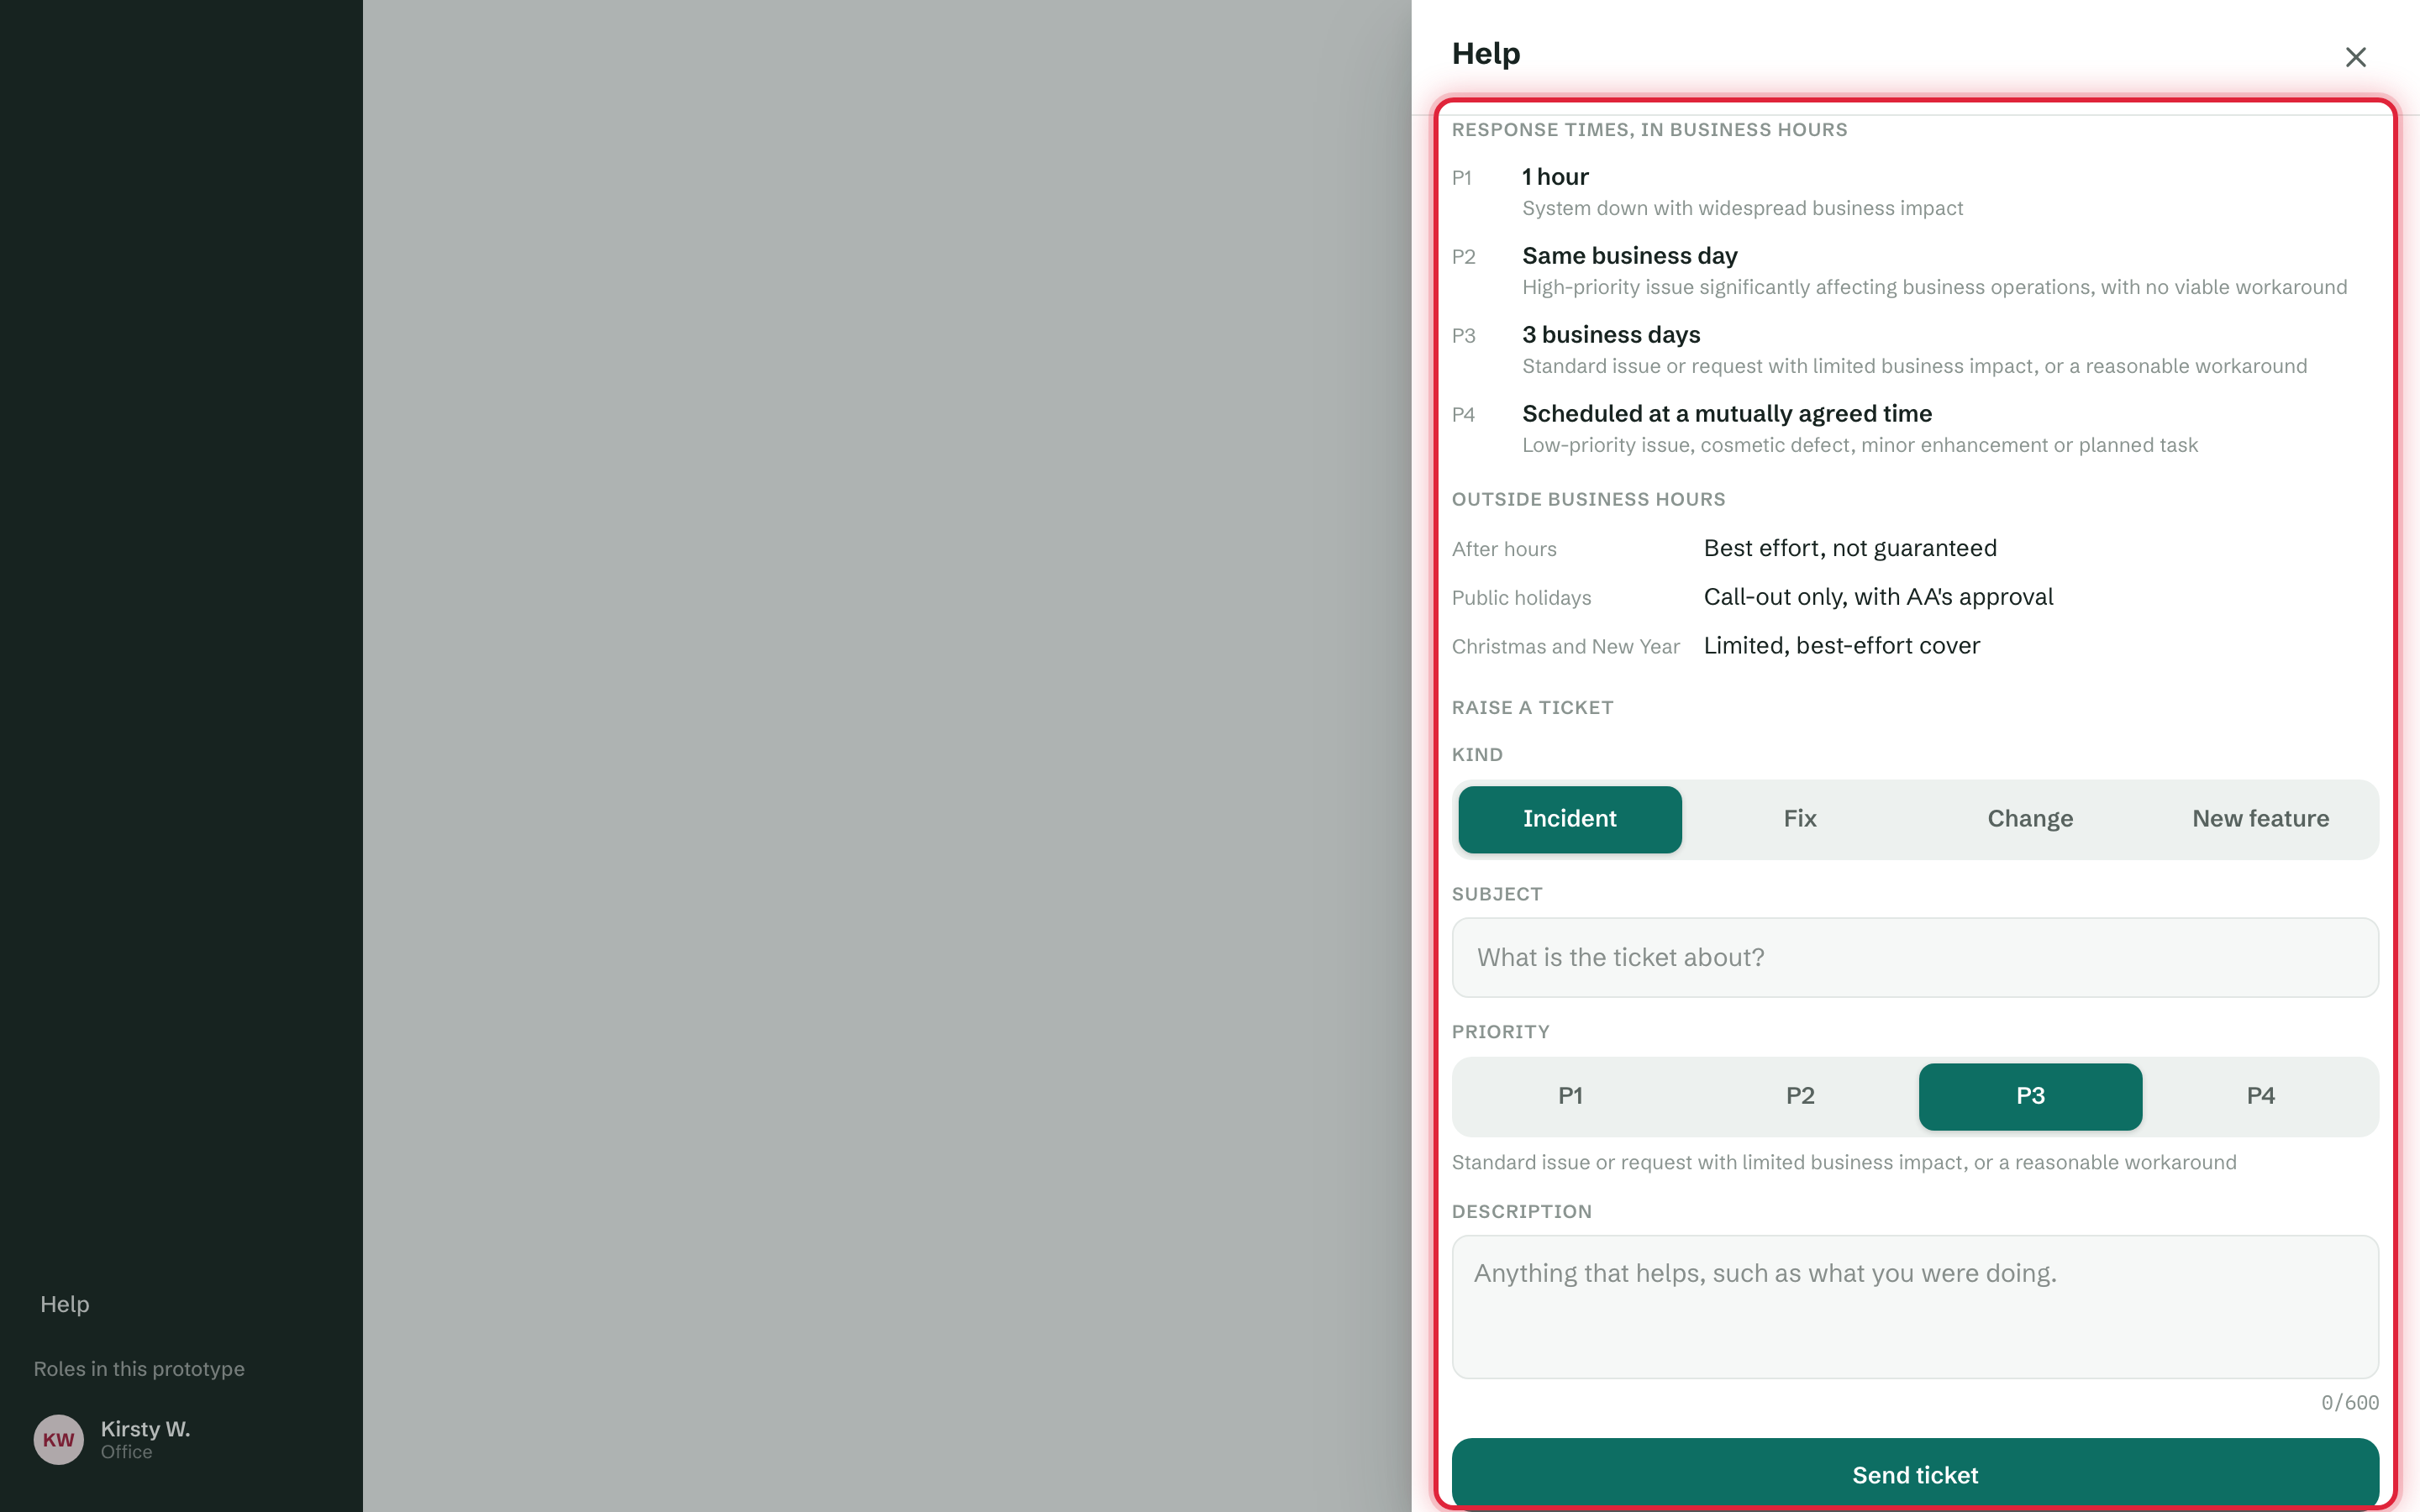 Help
RESPONSE TIMES, IN BUSINESS HOURS
P1 1 hour
System down with widespread business impact
P2 Same business day
High-priority issue significantly affecting business operations, with no viable workaround
P3 3 business days
Standard issue or request with limited business impact, or a reasonable workaround
P4 Scheduled at a mutually agreed time
Low-priority issue, cosmetic defect, minor enhancement or planned task
OUTSIDE BUSINESS HOURS
After hours Best effort, not guaranteed
Public holidays Call-out only, with AA's approval
Christmas and New Year Limited, best-effort cover
RAISE A TICKET
KIND
Incident Fix Change New feature
SUBJECT
What is the ticket about?
PRIORITY
P1 P2 P3 P4
Standard issue or request with limited business impact, or a reasonable workaround
DESCRIPTION
Anything that helps, such as what you were doing.
0/600
Send ticket
Help
Roles in this prototype
KW Kirsty W.
Office